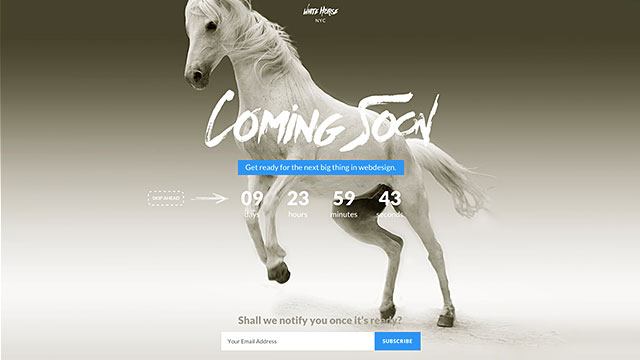 White Horse
NYC
Coming Soon
Get ready for the next big thing in webdesign.
SKIP AHEAD
09 23 59 43
days hours minutes seconds
Shall we notify you once it's ready?
Your Email Address SUBSCRIBE